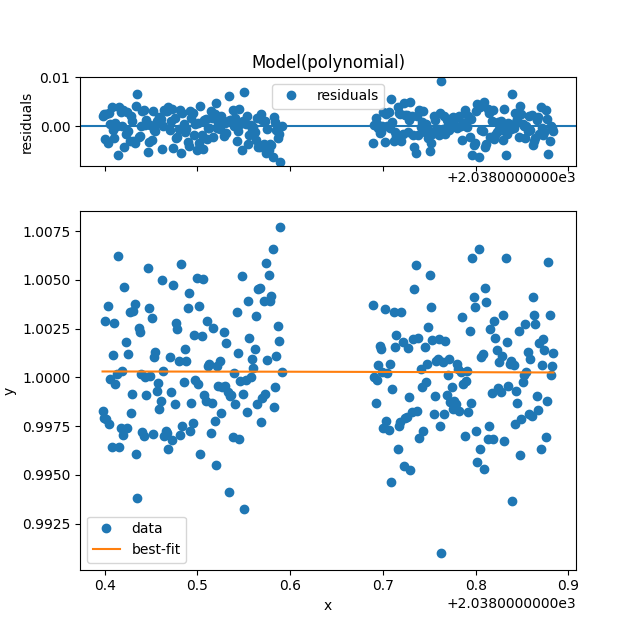 Model(polynomial)
0.01
0.00
residuals
residuals
+2.0380000000e3
1.0075
1.0050
1.0025
1.0000
0.9975
0.9950
0.9925
y
data
best-fit
0.4 0.5 0.6 0.7 0.8 0.9
x
+2.0380000000e3